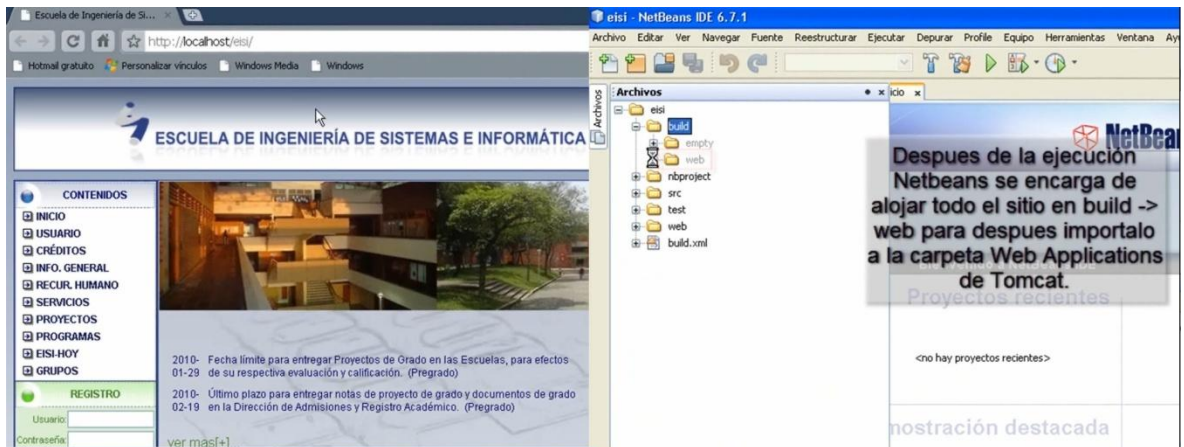 Escuela de Ingeniería de Si...
http://localhost/eisi/
Hotmail gratuito Personalizar vínculos Windows Media Windows
ESCUELA DE INGENIERÍA DE SISTEMAS E INFORMÁTICA
CONTENIDOS
INICIO
USUARIO
CRÉDITOS
INFO. GENERAL
RECUR. HUMANO
SERVICIOS
PROYECTOS
PROGRAMAS
EISI-HOY
GRUPOS
REGISTRO
Usuario:
Contraseña:
2010- Fecha límite para entregar Proyectos de Grado en las Escuelas, para efectos
01-29 de su respectiva evaluación y calificación. (Pregrado)
2010- Último plazo para entregar notas de proyecto de grado y documentos de grado
02-19 en la Dirección de Admisiones y Registro Académico. (Pregrado)
ver mas[+]
eisi - NetBeans IDE 6.7.1
Archivo Editar Ver Navegar Fuente Reestructurar Ejecutar Depurar Profile Equipo Herramientas Ventana Ay
Archivos
Archivos
icio
eisi
build
empty
web
nbproject
src
test
web
build.xml
NetBea
Despues de la ejecución
Netbeans se encarga de
alojar todo el sitio en build ->
web para despues importalo
a la carpeta Web Applications
de Tomcat.
Proyectos recientes
<no hay proyectos recientes>
mostración destacada